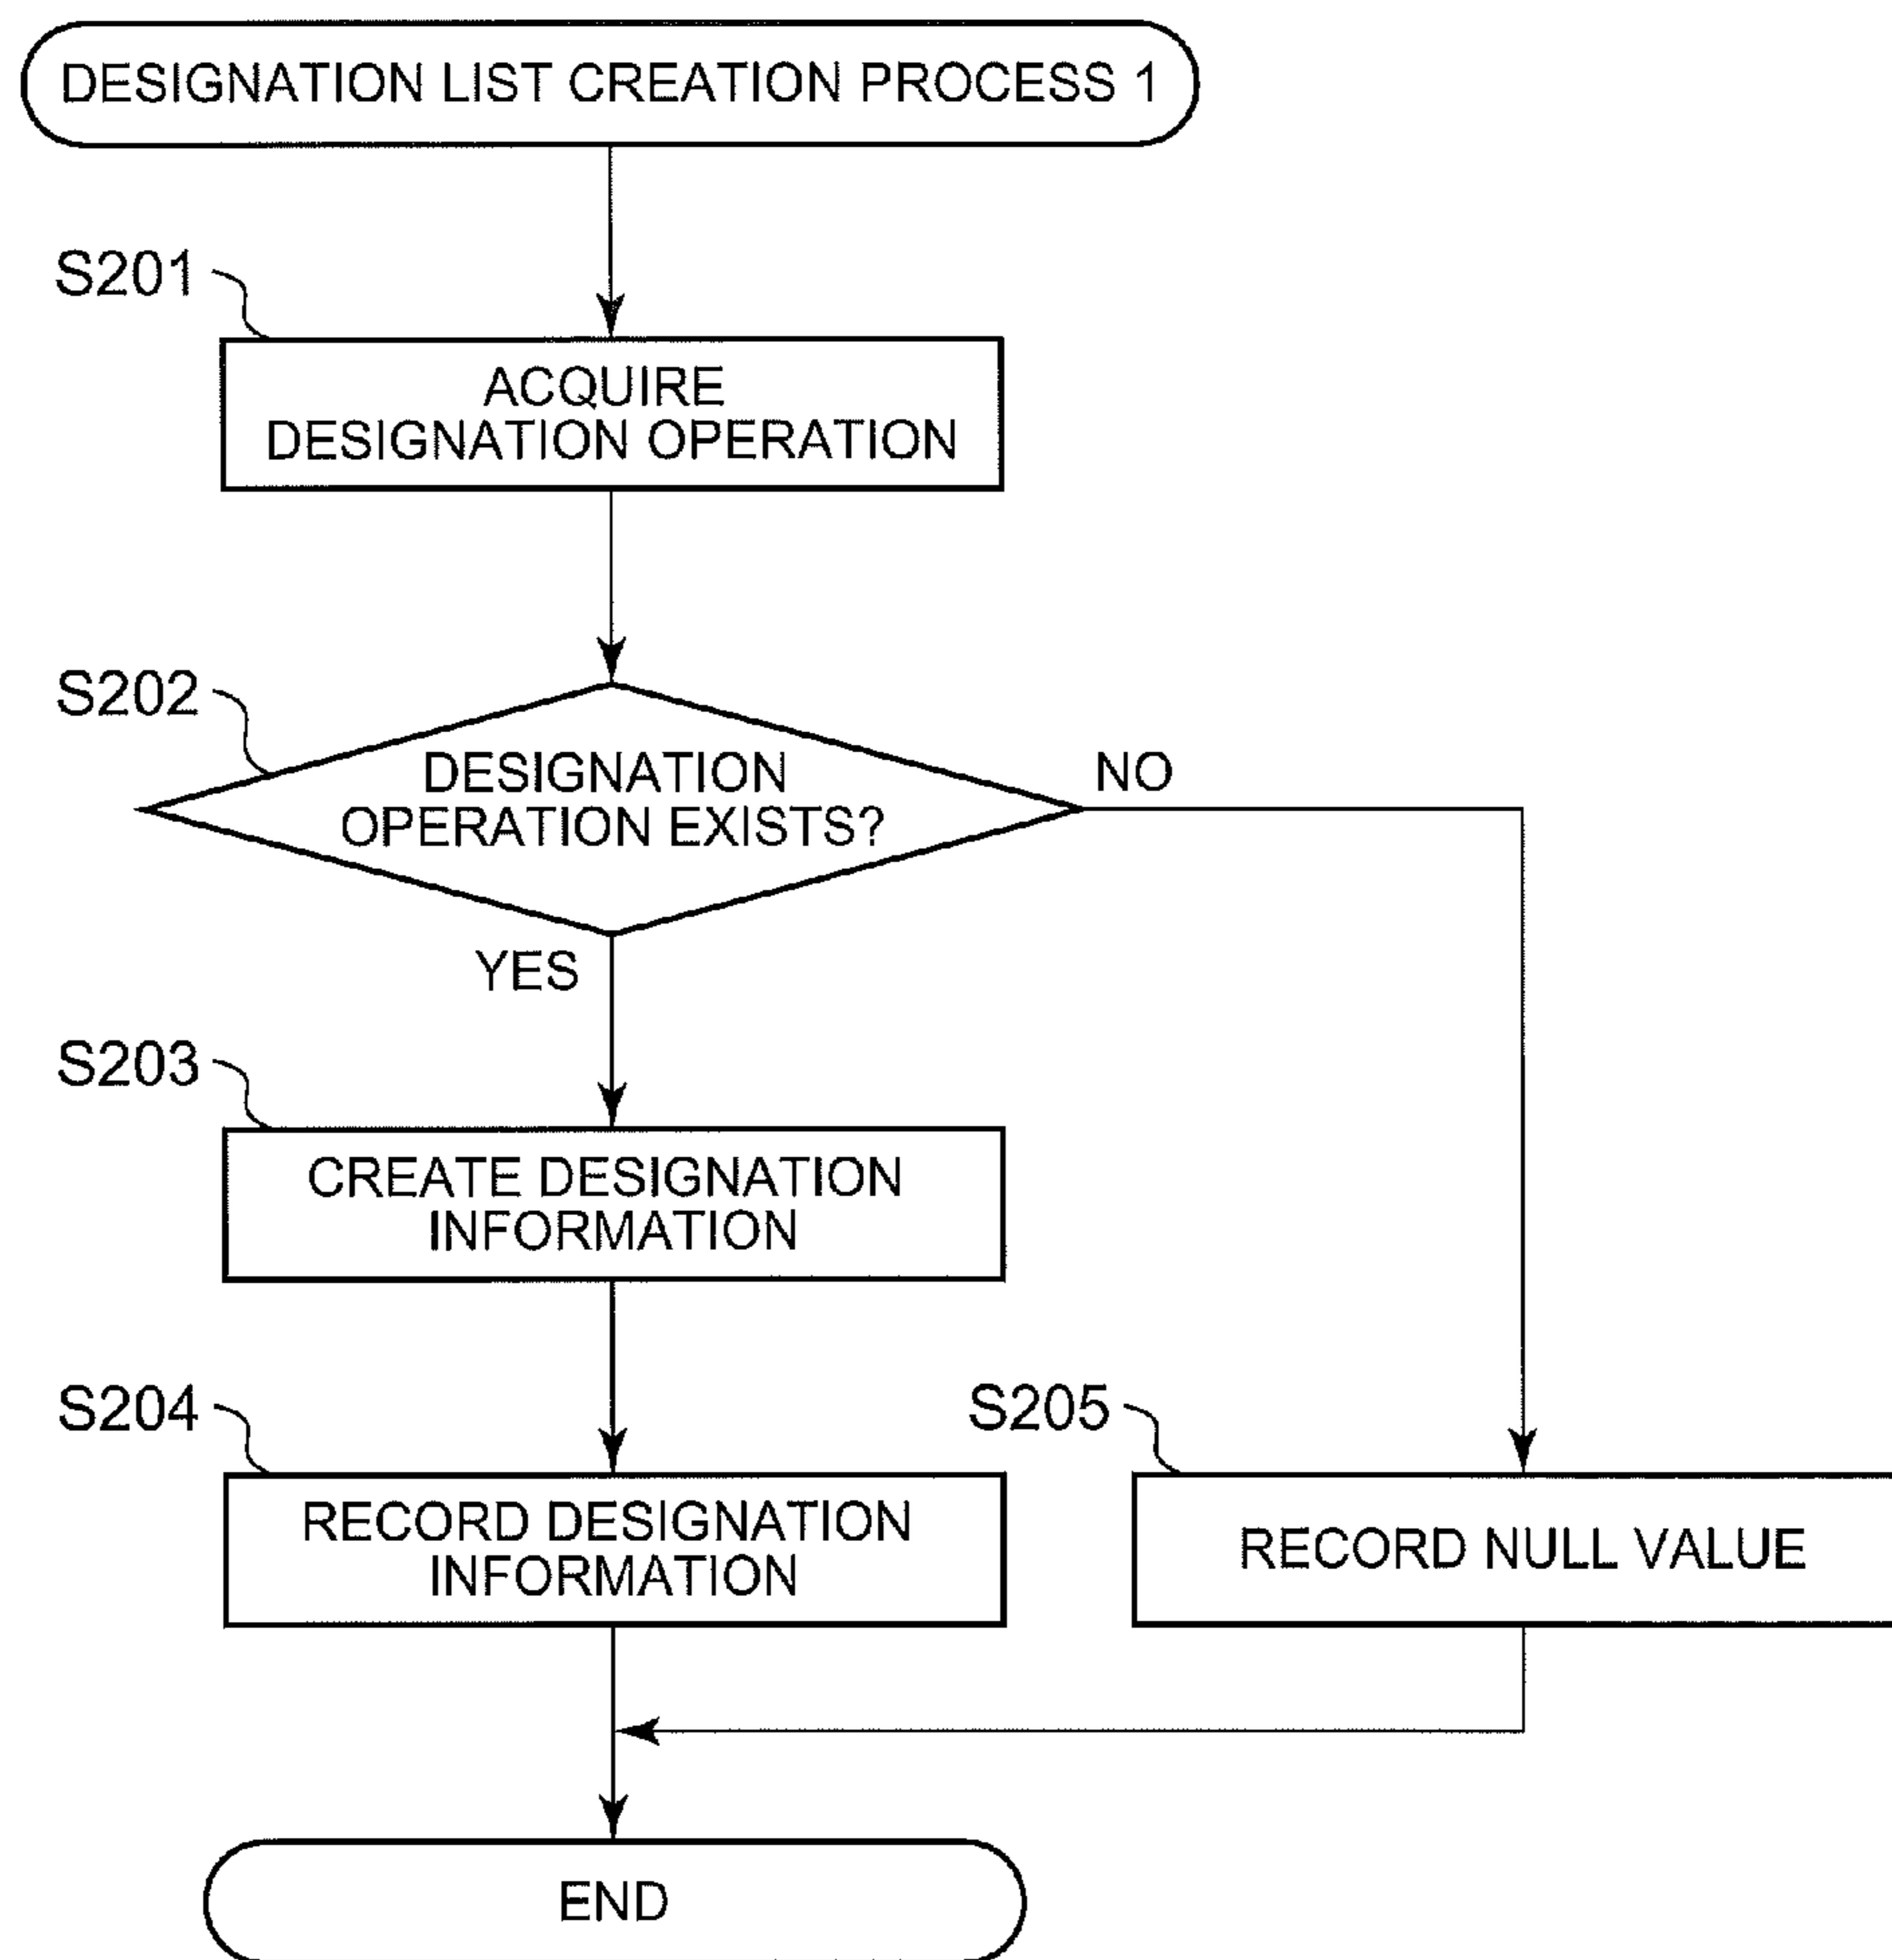 DESIGNATION LIST CREATION PROCESS 1
S201
ACQUIRE
DESIGNATION OPERATION
S202
DESIGNATION
OPERATION EXISTS?
NO
YES
S203
CREATE DESIGNATION
INFORMATION
S204
RECORD DESIGNATION
INFORMATION
S205
RECORD NULL VALUE
END